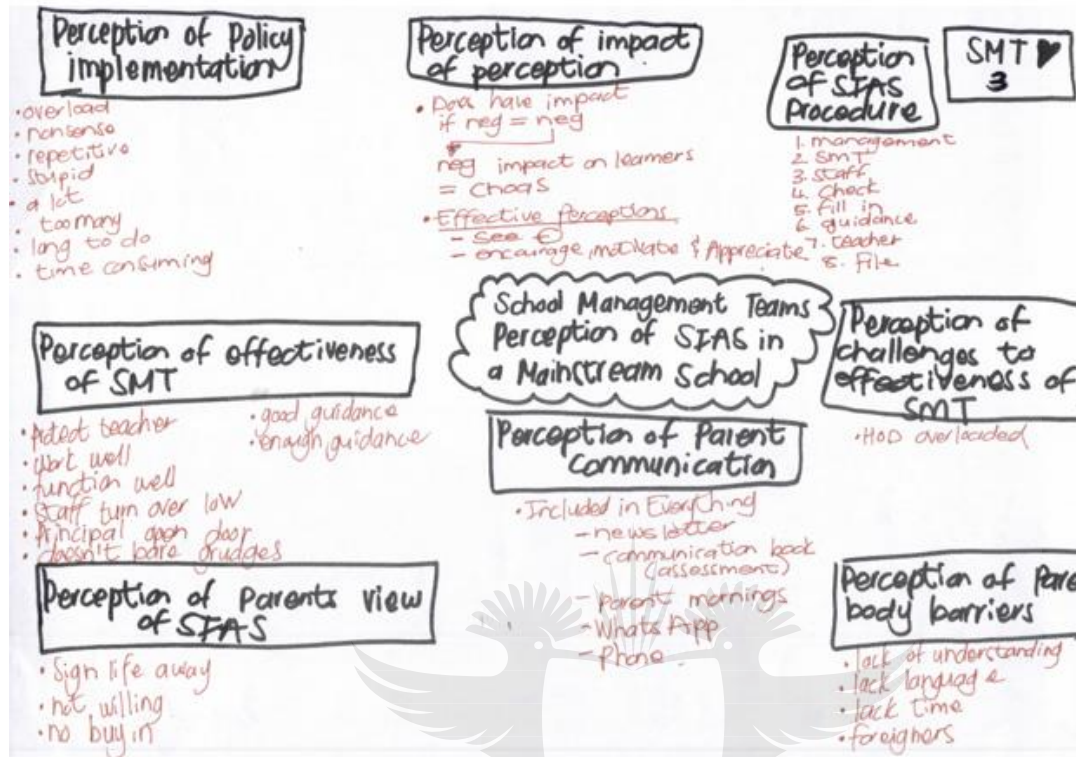 Perception of Policy
implementation
• overload
• nonsense
• repetitive
• stupid
• a lot
• too many
• long to do
• time consuming
Perception of impact
of perception
• Does have impact
if neg = neg
neg impact on learners
= chaos
• Effective perceptions
- see +
- encourage, motivate & Appreciate
Perception
of SIAS
Procedure
1. management
2. SMT
3. staff
4. check
5. fill in
6. guidance
7. teacher
8. file
SMT ♥
3
School Management Teams
Perception of SIAS in
a Mainstream School
Perception of effectiveness
of SMT
• Protect teacher
• work well
• function well
• Staff turn over low
• Principal open door
• doesn't bare grudges
• good guidance
• enough guidance
Perception of Parent
Communication
• Included in Everything
- newsletter
- communication book
(assessment)
- Parent mornings
- Whats App
- Phone
Perception of
challenges to
effectiveness of
SMT
• HOD overloaded
Perception of Parents view
of SIAS
• Sign life away
• not willing
• no buy in
Perception of Pare
body barriers
• lack of understanding
• lack language
• lack time
• foreigners